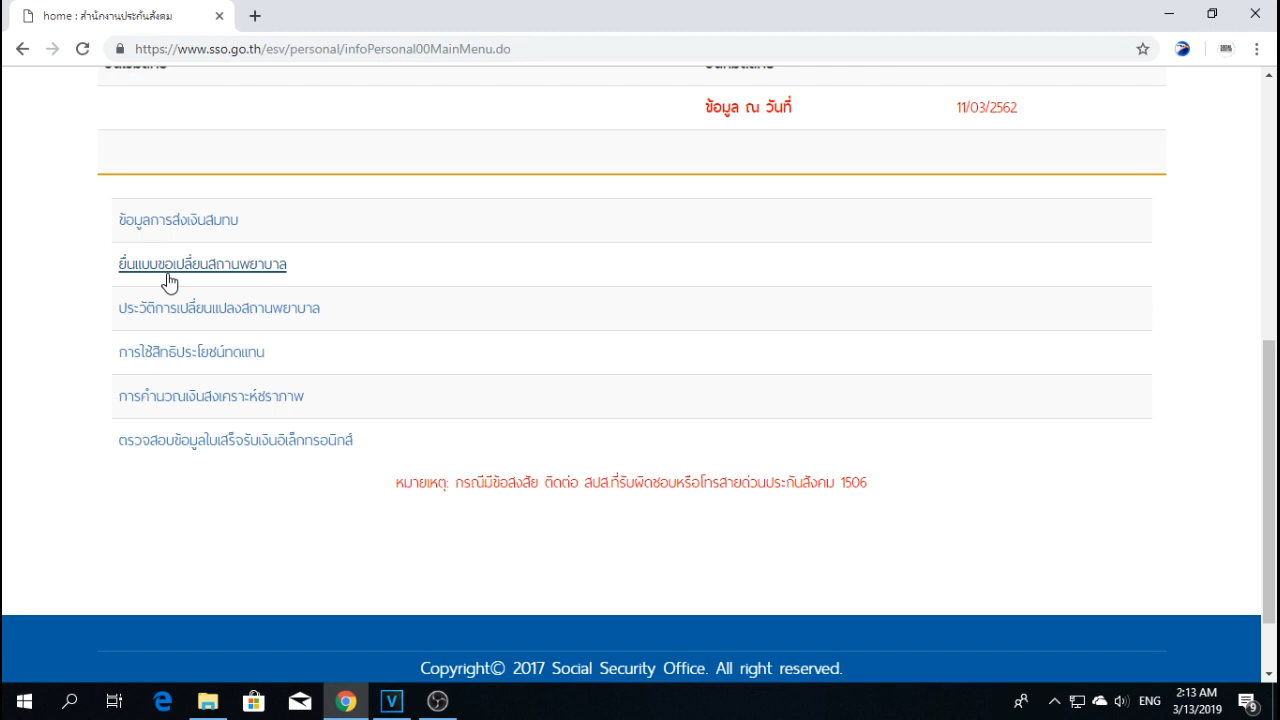 home : สำนักงานประกันสังคม
https://www.sso.go.th/esv/personal/infoPersonal00MainMenu.do
ข้อมูล ณ วันที่ 11/03/2562
ข้อมูลการส่งเงินสมทบ
ยื่นแบบขอเปลี่ยนสถานพยาบาล
ประวัติการเปลี่ยนแปลงสถานพยาบาล
การใช้สิทธิประโยชน์ทดแทน
การคำนวณเงินสงเคราะห์ชราภาพ
ตรวจสอบข้อมูลใบเสร็จรับเงินอิเล็กทรอนิกส์
หมายเหตุ: กรณีมีข้อสงสัย ติดต่อ สปส.ที่รับผิดชอบหรือโทรสายด่วนประกันสังคม 1506
Copyright© 2017 Social Security Office. All right reserved.
ENG
2:13 AM
3/13/2019
9